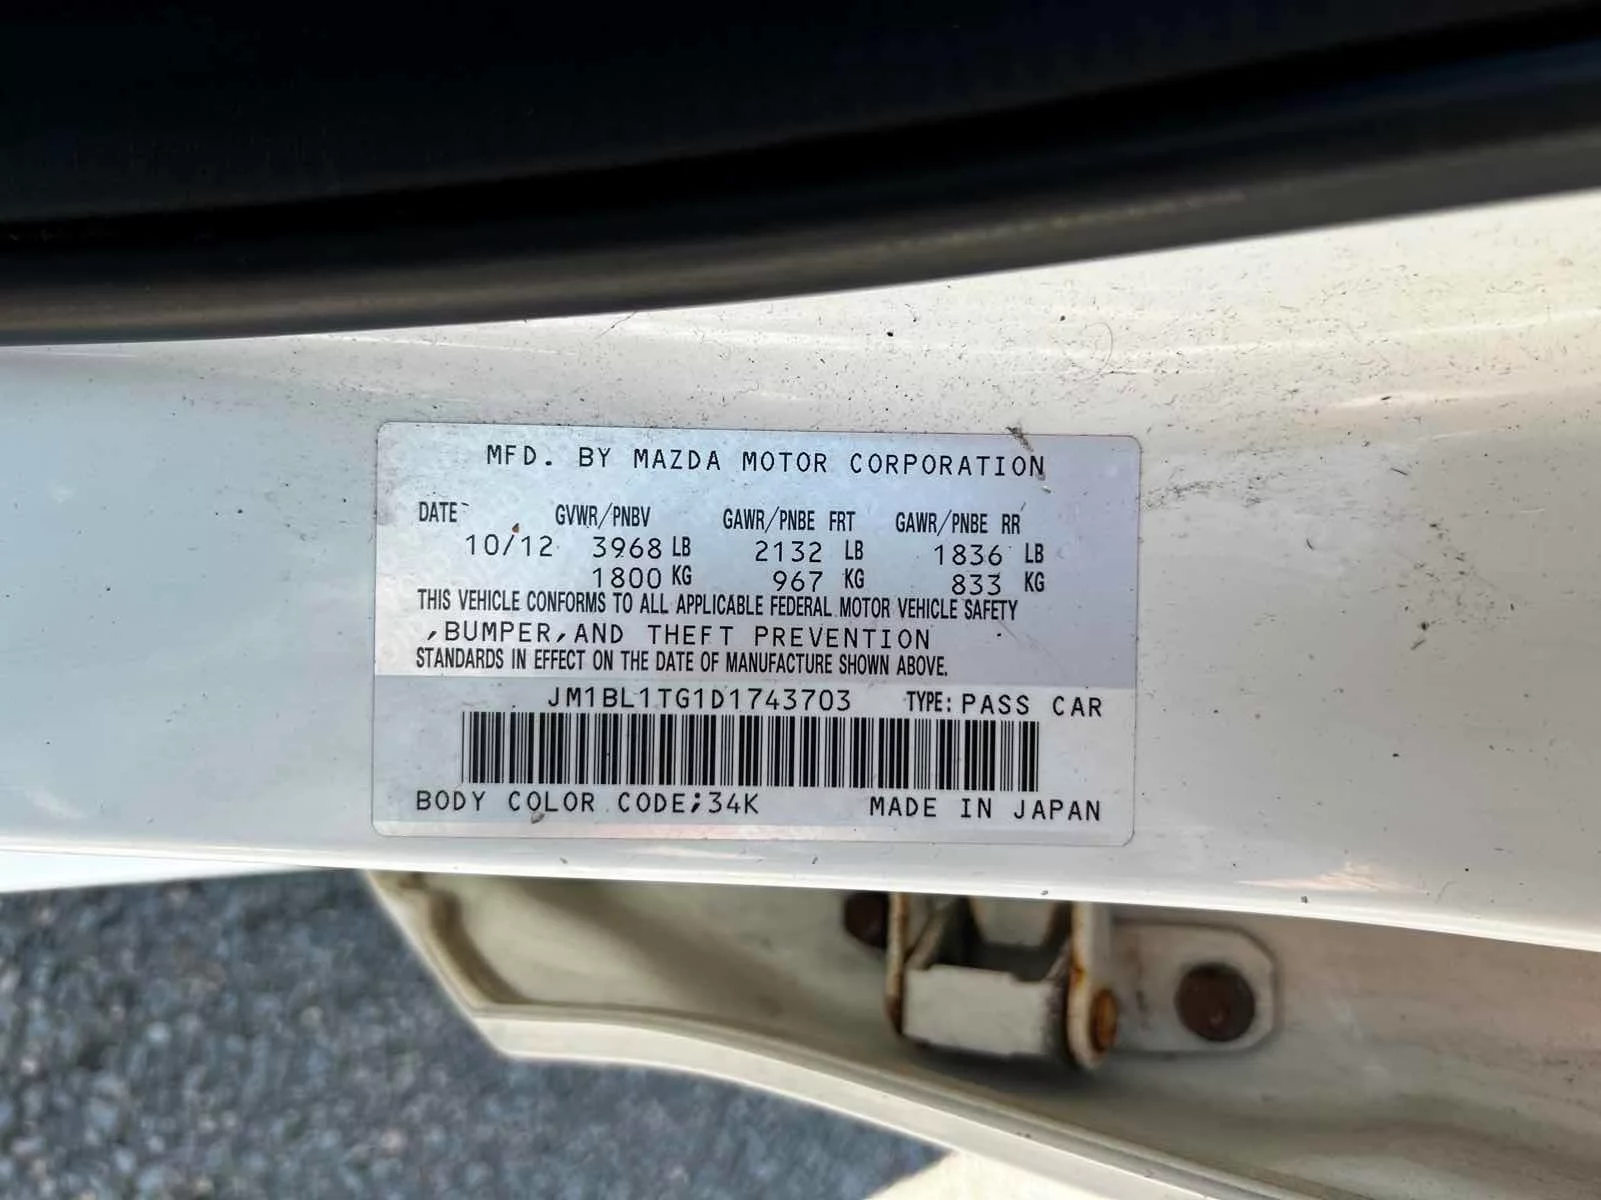 MFD. BY MAZDA MOTOR CORPORATION
DATE GVWR/PNBV GAWR/PNBE FRT GAWR/PNBE RR
10/12 3968 LB 2132 LB 1836 LB
1800 KG 967 KG 833 KG
THIS VEHICLE CONFORMS TO ALL APPLICABLE FEDERAL MOTOR VEHICLE SAFETY
,BUMPER,AND THEFT PREVENTION
STANDARDS IN EFFECT ON THE DATE OF MANUFACTURE SHOWN ABOVE.
JM1BL1TG1D1743703 TYPE: PASS CAR
BODY COLOR CODE;34K MADE IN JAPAN